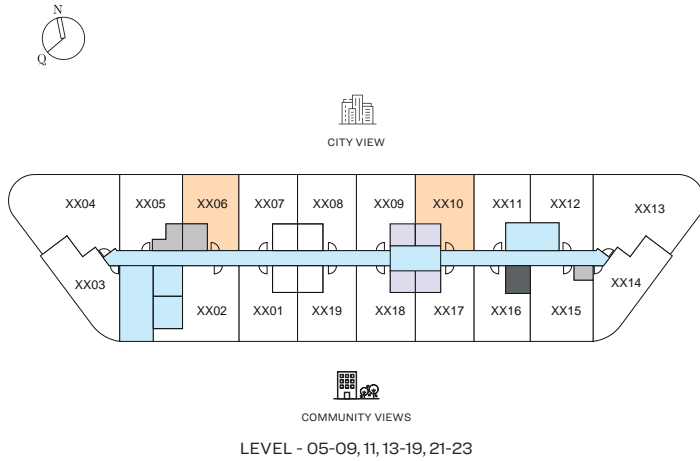 N
Q
CITY VIEW
XX04 XX05 XX06 XX07 XX08 XX09 XX10 XX11 XX12 XX13
XX03 XX14
XX02 XX01 XX19 XX18 XX17 XX16 XX15
COMMUNITY VIEWS
LEVEL - 05-09, 11, 13-19, 21-23